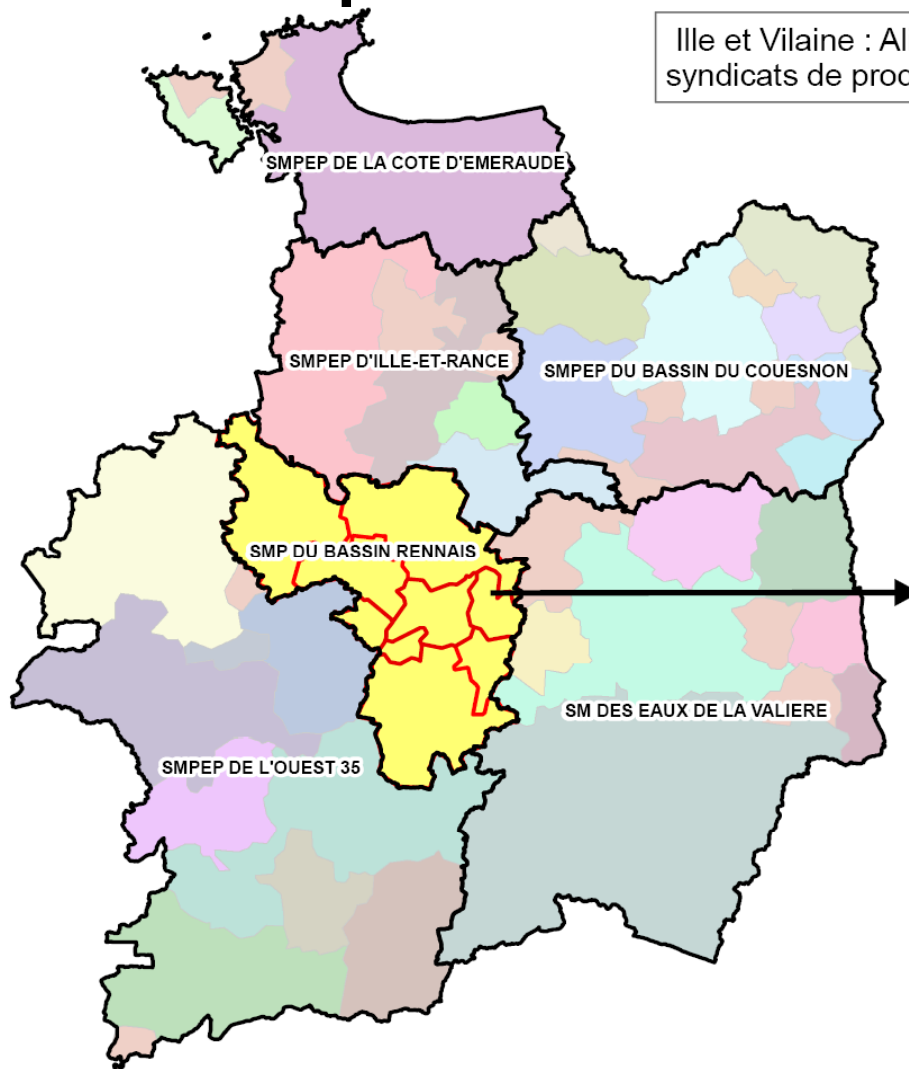 Ille et Vilaine : Al
syndicats de prod
SMPEP DE LA COTE D'EMERAUDE
SMPEP D'ILLE-ET-RANCE
SMPEP DU BASSIN DU COUESNON
SMP DU BASSIN RENNAIS
SM DES EAUX DE LA VALIERE
SMPEP DE L'OUEST 35